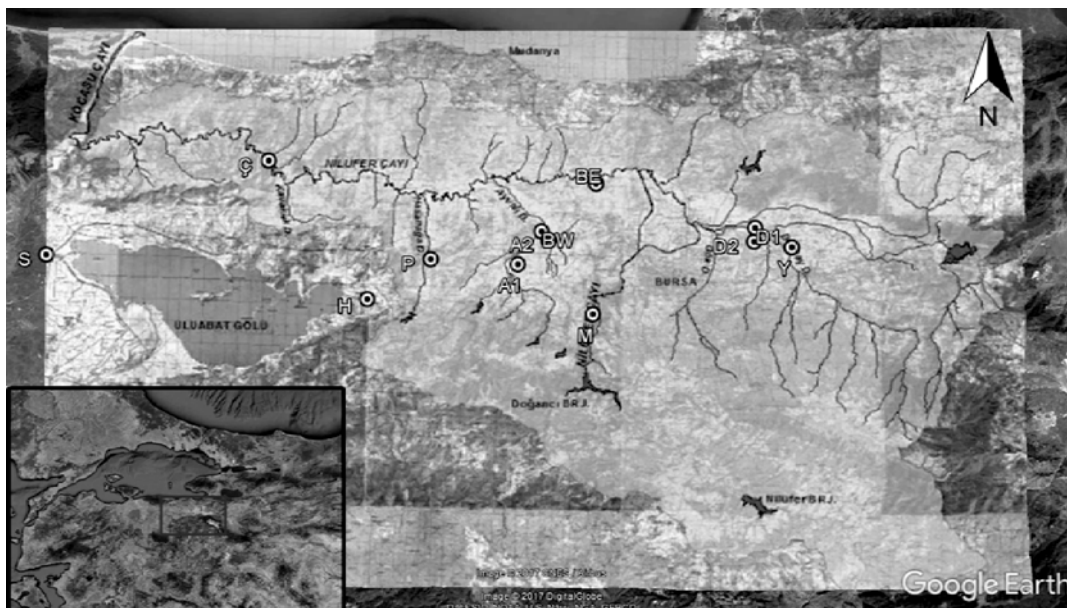 Mudanya
KOCASU ÇAYI
N
Ç
NİLÜFER ÇAYI
BE
S
P
A2
BW
D2
D1
Y
A1
BURSA
H
ULUABAT GÖLÜ
M
Doğancı BRJ.
Nilüfer BRJ.
Image © 2017 DigitalGlobe
Google Earth